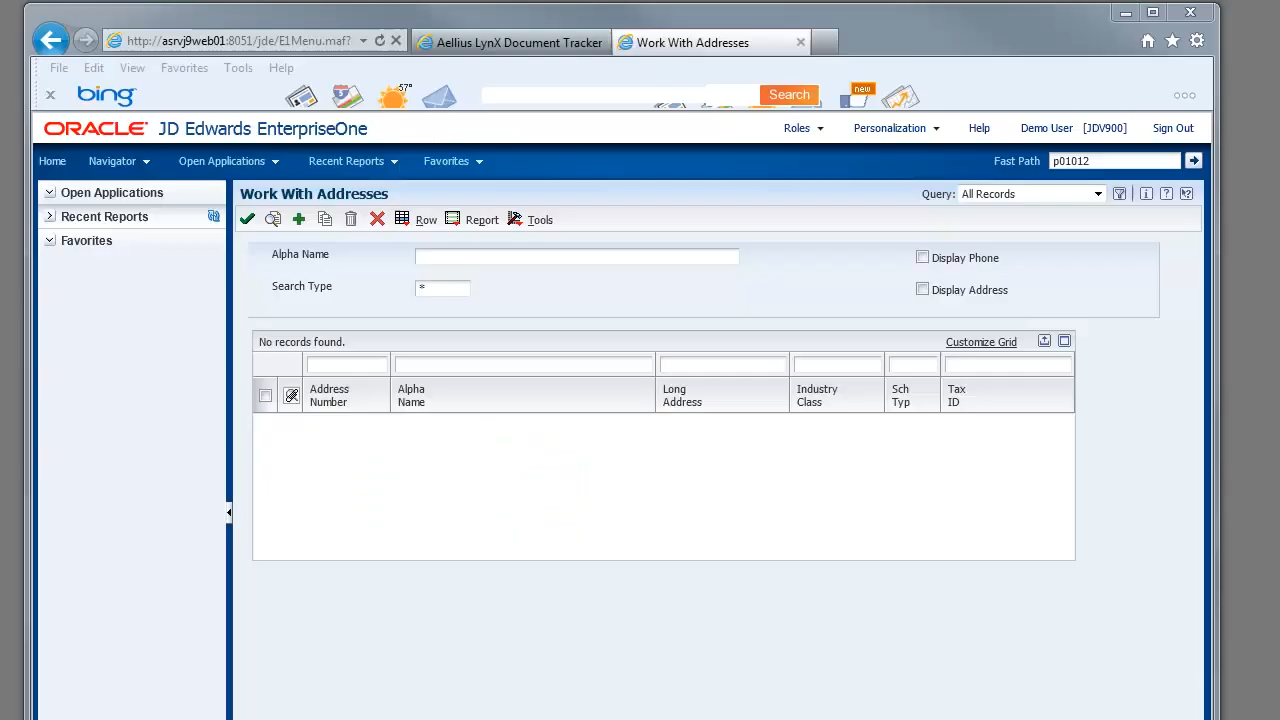 http://asrvj9web01:8051/jde/E1Menu.maf? Aellius LynX Document Tracker Work With Addresses
File Edit View Favorites Tools Help
bing 57° Search new
ORACLE JD Edwards EnterpriseOne Roles Personalization Help Demo User [JDV900] Sign Out
Home Navigator Open Applications Recent Reports Favorites Fast Path p01012
Open Applications
Recent Reports
Favorites
Work With Addresses Query: All Records
Row Report Tools
Alpha Name Display Phone
Search Type * Display Address
No records found. Customize Grid
Address Alpha Long Industry Sch Tax
Number Name Address Class Typ ID